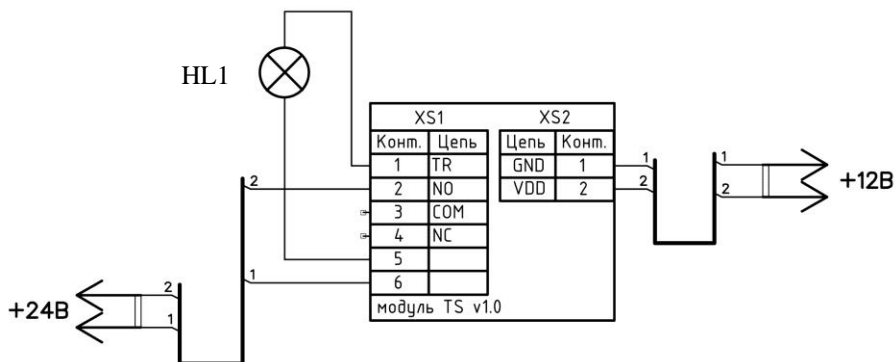 HL1
XS1 XS2
Конт. Цепь Цепь Конт.
1 TR GND 1 1 1
2 2 NO VDD 2 2 2 +12В
3 COM
4 NC
5
1 6
2 модуль TS v1.0
+24В 1